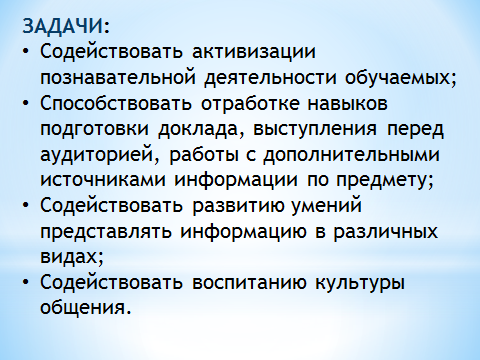 ЗАДАЧИ:
• Содействовать активизации
познавательной деятельности обучаемых;
• Способствовать отработке навыков
подготовки доклада, выступления перед
аудиторией, работы с дополнительными
источниками информации по предмету;
• Содействовать развитию умений
представлять информацию в различных
видах;
• Содействовать воспитанию культуры
общения.